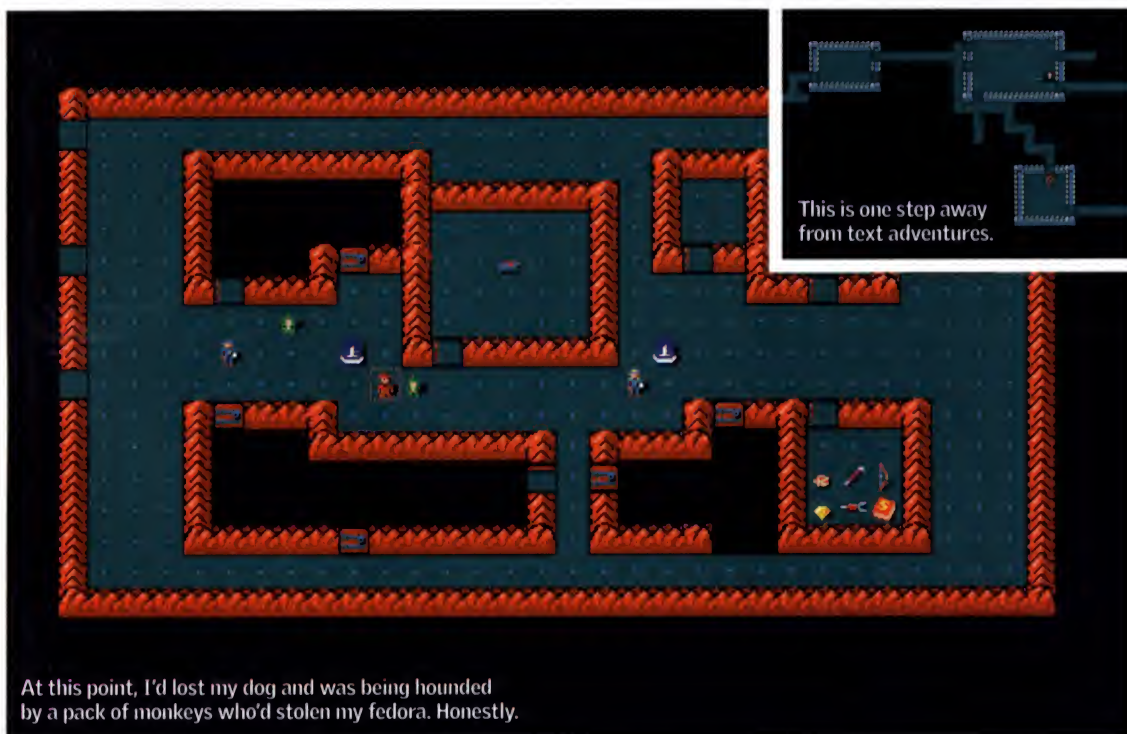 This is one step away
from text adventures.
At this point, I'd lost my dog and was being hounded
by a pack of monkeys who'd stolen my fedora. Honestly.